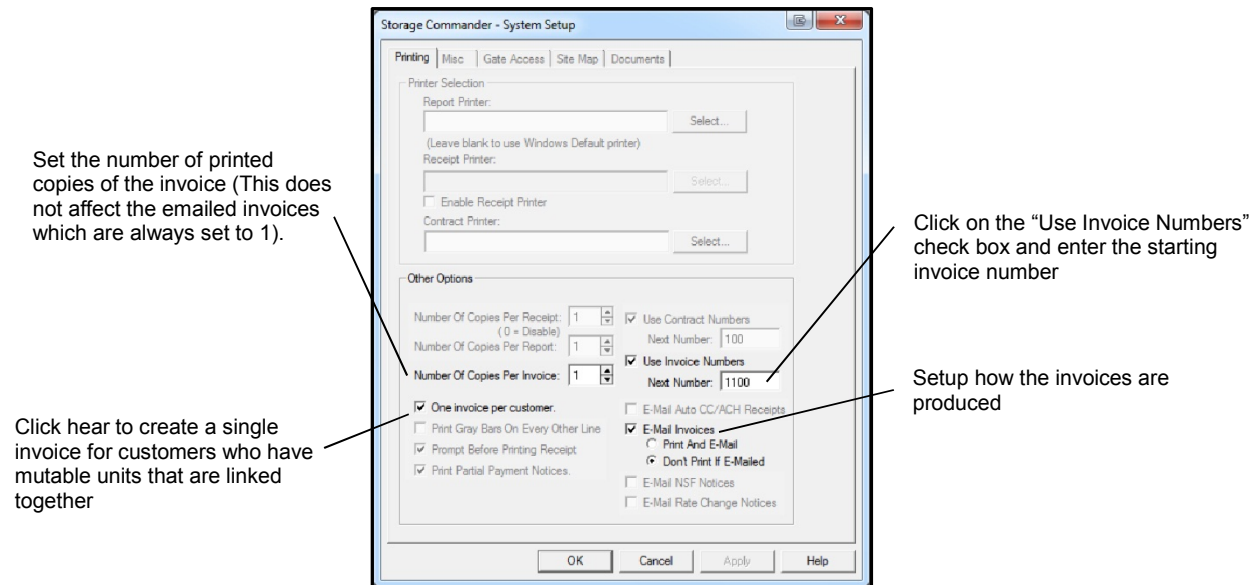 Storage Commander - System Setup
Printing Misc Gate Access Site Map Documents
Printer Selection
Report Printer:
Select...
(Leave blank to use Windows Default printer)
Receipt Printer:
Select...
Enable Receipt Printer
Contract Printer:
Select...
Other Options
Number Of Copies Per Receipt: 1
( 0 = Disable)
Number Of Copies Per Report: 1
Number Of Copies Per Invoice: 1
Use Contract Numbers
Next Number: 100
Use Invoice Numbers
Next Number: 1100
One invoice per customer.
Print Gray Bars On Every Other Line
Prompt Before Printing Receipt
Print Partial Payment Notices.
E-Mail Auto CC/ACH Receipts
E-Mail Invoices
Print And E-Mail
Don't Print If E-Mailed
E-Mail NSF Notices
E-Mail Rate Change Notices
OK Cancel Apply Help
Set the number of printed
copies of the invoice (This does
not affect the emailed invoices
which are always set to 1).
Click hear to create a single
invoice for customers who have
mutable units that are linked
together
Click on the “Use Invoice Numbers”
check box and enter the starting
invoice number
Setup how the invoices are
produced